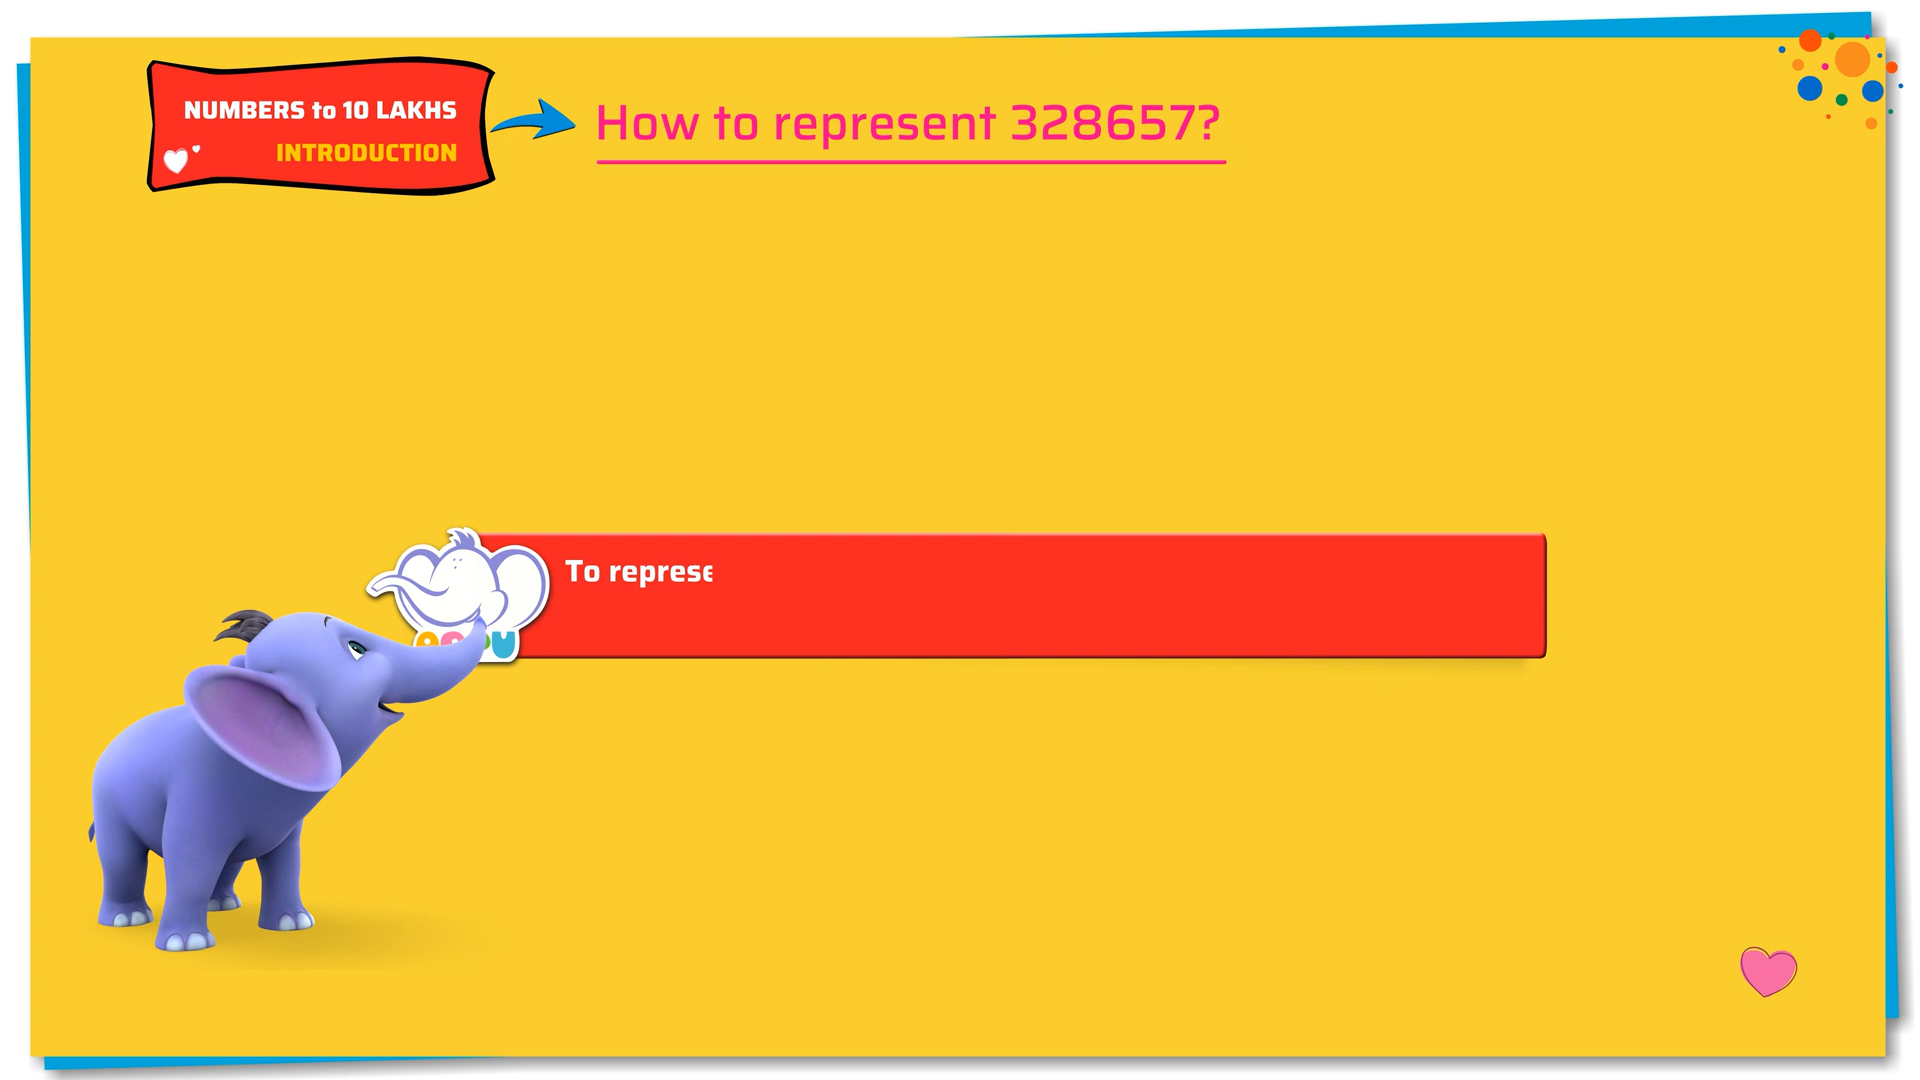 NUMBERS to 10 LAKHS
INTRODUCTION
How to represent 328657?
To represe